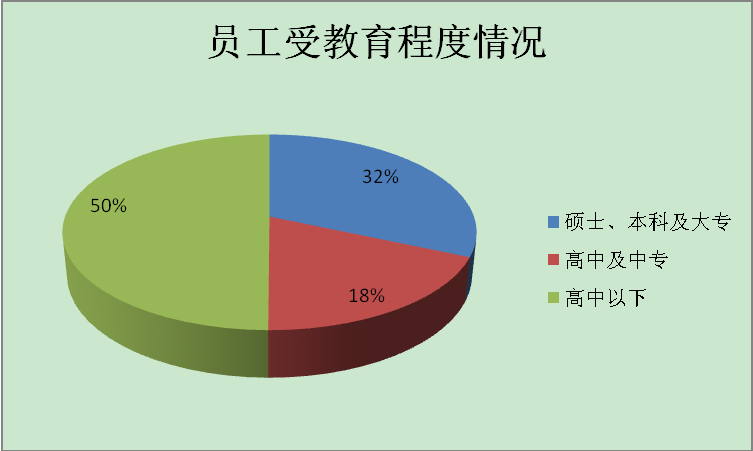 员工受教育程度情况
32%
50%
18%
硕士、本科及大专
高中及中专
高中以下